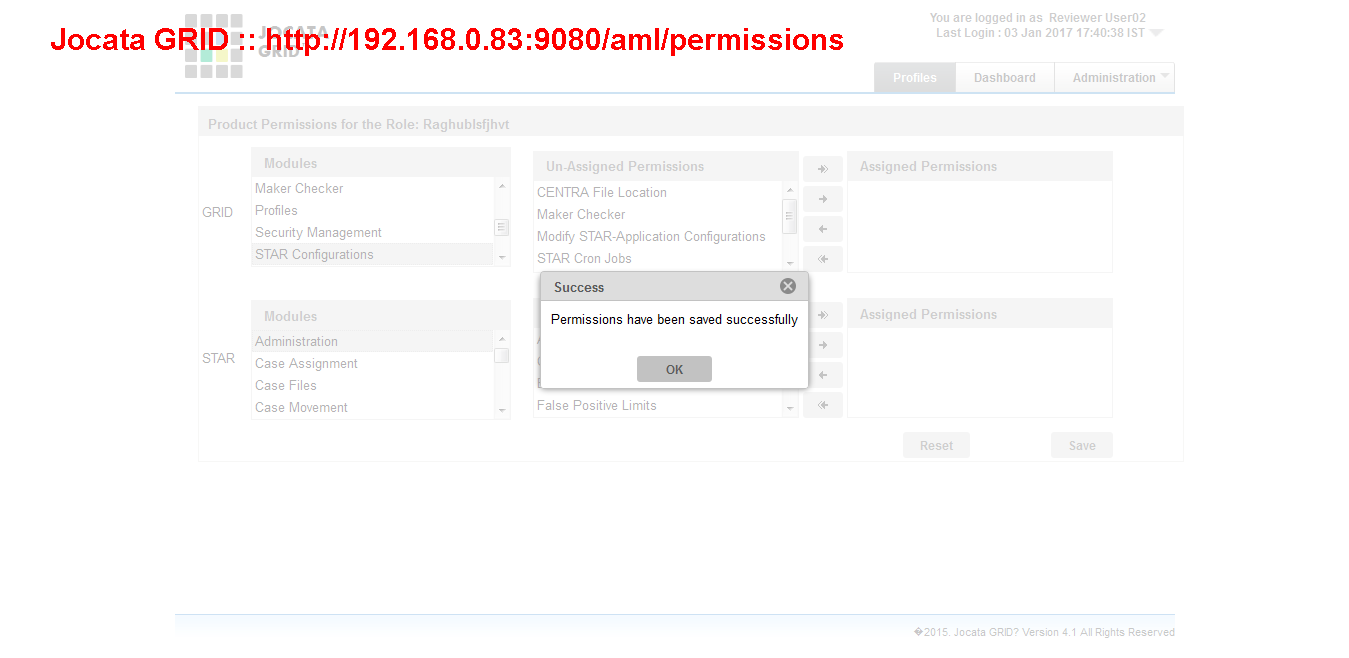 Jocata GRID :: http://192.168.0.83:9080/aml/permissions
JOCATA
GRID
You are logged in as Reviewer User02
Last Login : 03 Jan 2017 17:40:38 IST
Profiles
Dashboard
Administration
Product Permissions for the Role: Raghublsfjhvt
GRID
Modules
Maker Checker
Profiles
Security Management
STAR Configurations
Un-Assigned Permissions
CENTRA File Location
Maker Checker
Modify STAR-Application Configurations
STAR Cron Jobs
Assigned Permissions
Success
Permissions have been saved successfully
OK
STAR
Modules
Administration
Case Assignment
Case Files
Case Movement
False Positive Limits
Assigned Permissions
Reset
Save
�2015. Jocata GRID? Version 4.1 All Rights Reserved